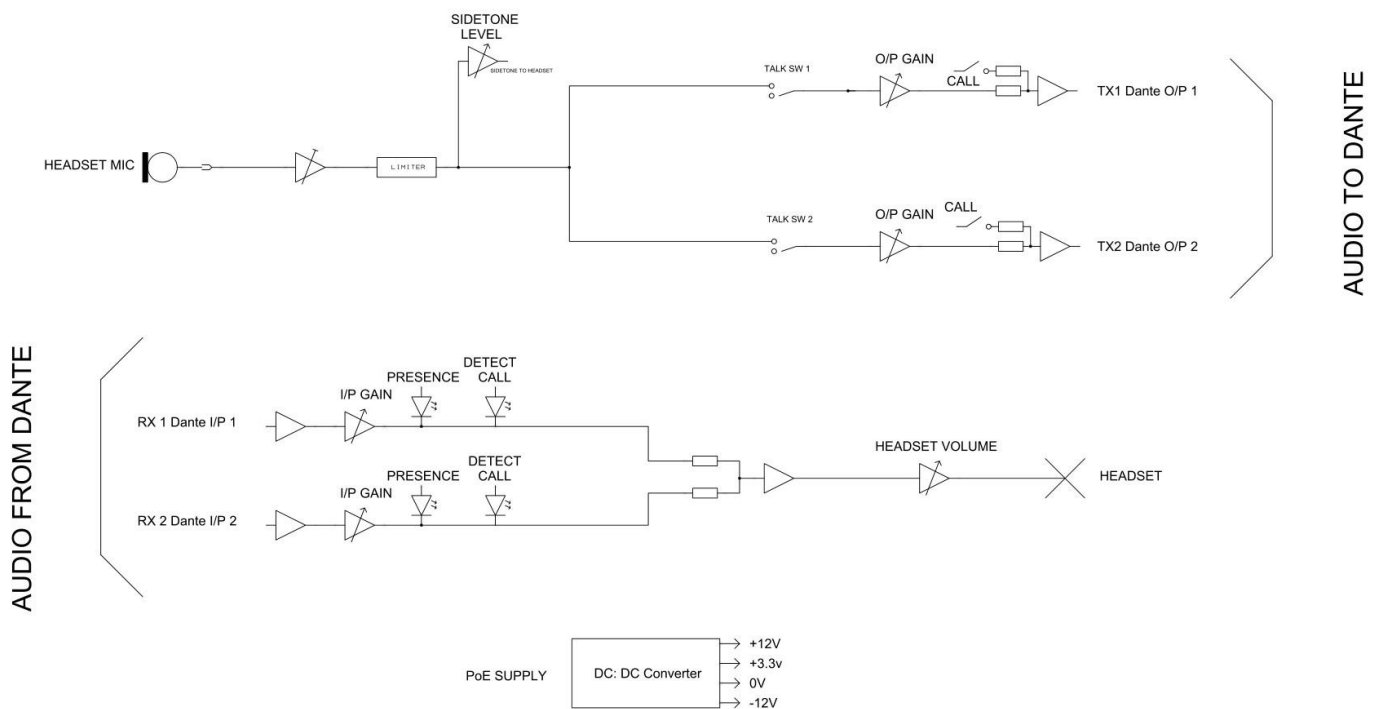 SIDETONE
LEVEL
SIDETONE TO HEADSET
TALK SW 1
O/P GAIN
CALL
TX1 Dante O/P 1
HEADSET MIC
LIMITER
AUDIO TO DANTE
TALK SW 2
O/P GAIN
CALL
TX2 Dante O/P 2
AUDIO FROM DANTE
DETECT
CALL
PRESENCE
I/P GAIN
RX 1 Dante I/P 1
HEADSET VOLUME
HEADSET
DETECT
CALL
PRESENCE
I/P GAIN
RX 2 Dante I/P 2
PoE SUPPLY
DC: DC Converter
+12V
+3.3v
0V
-12V